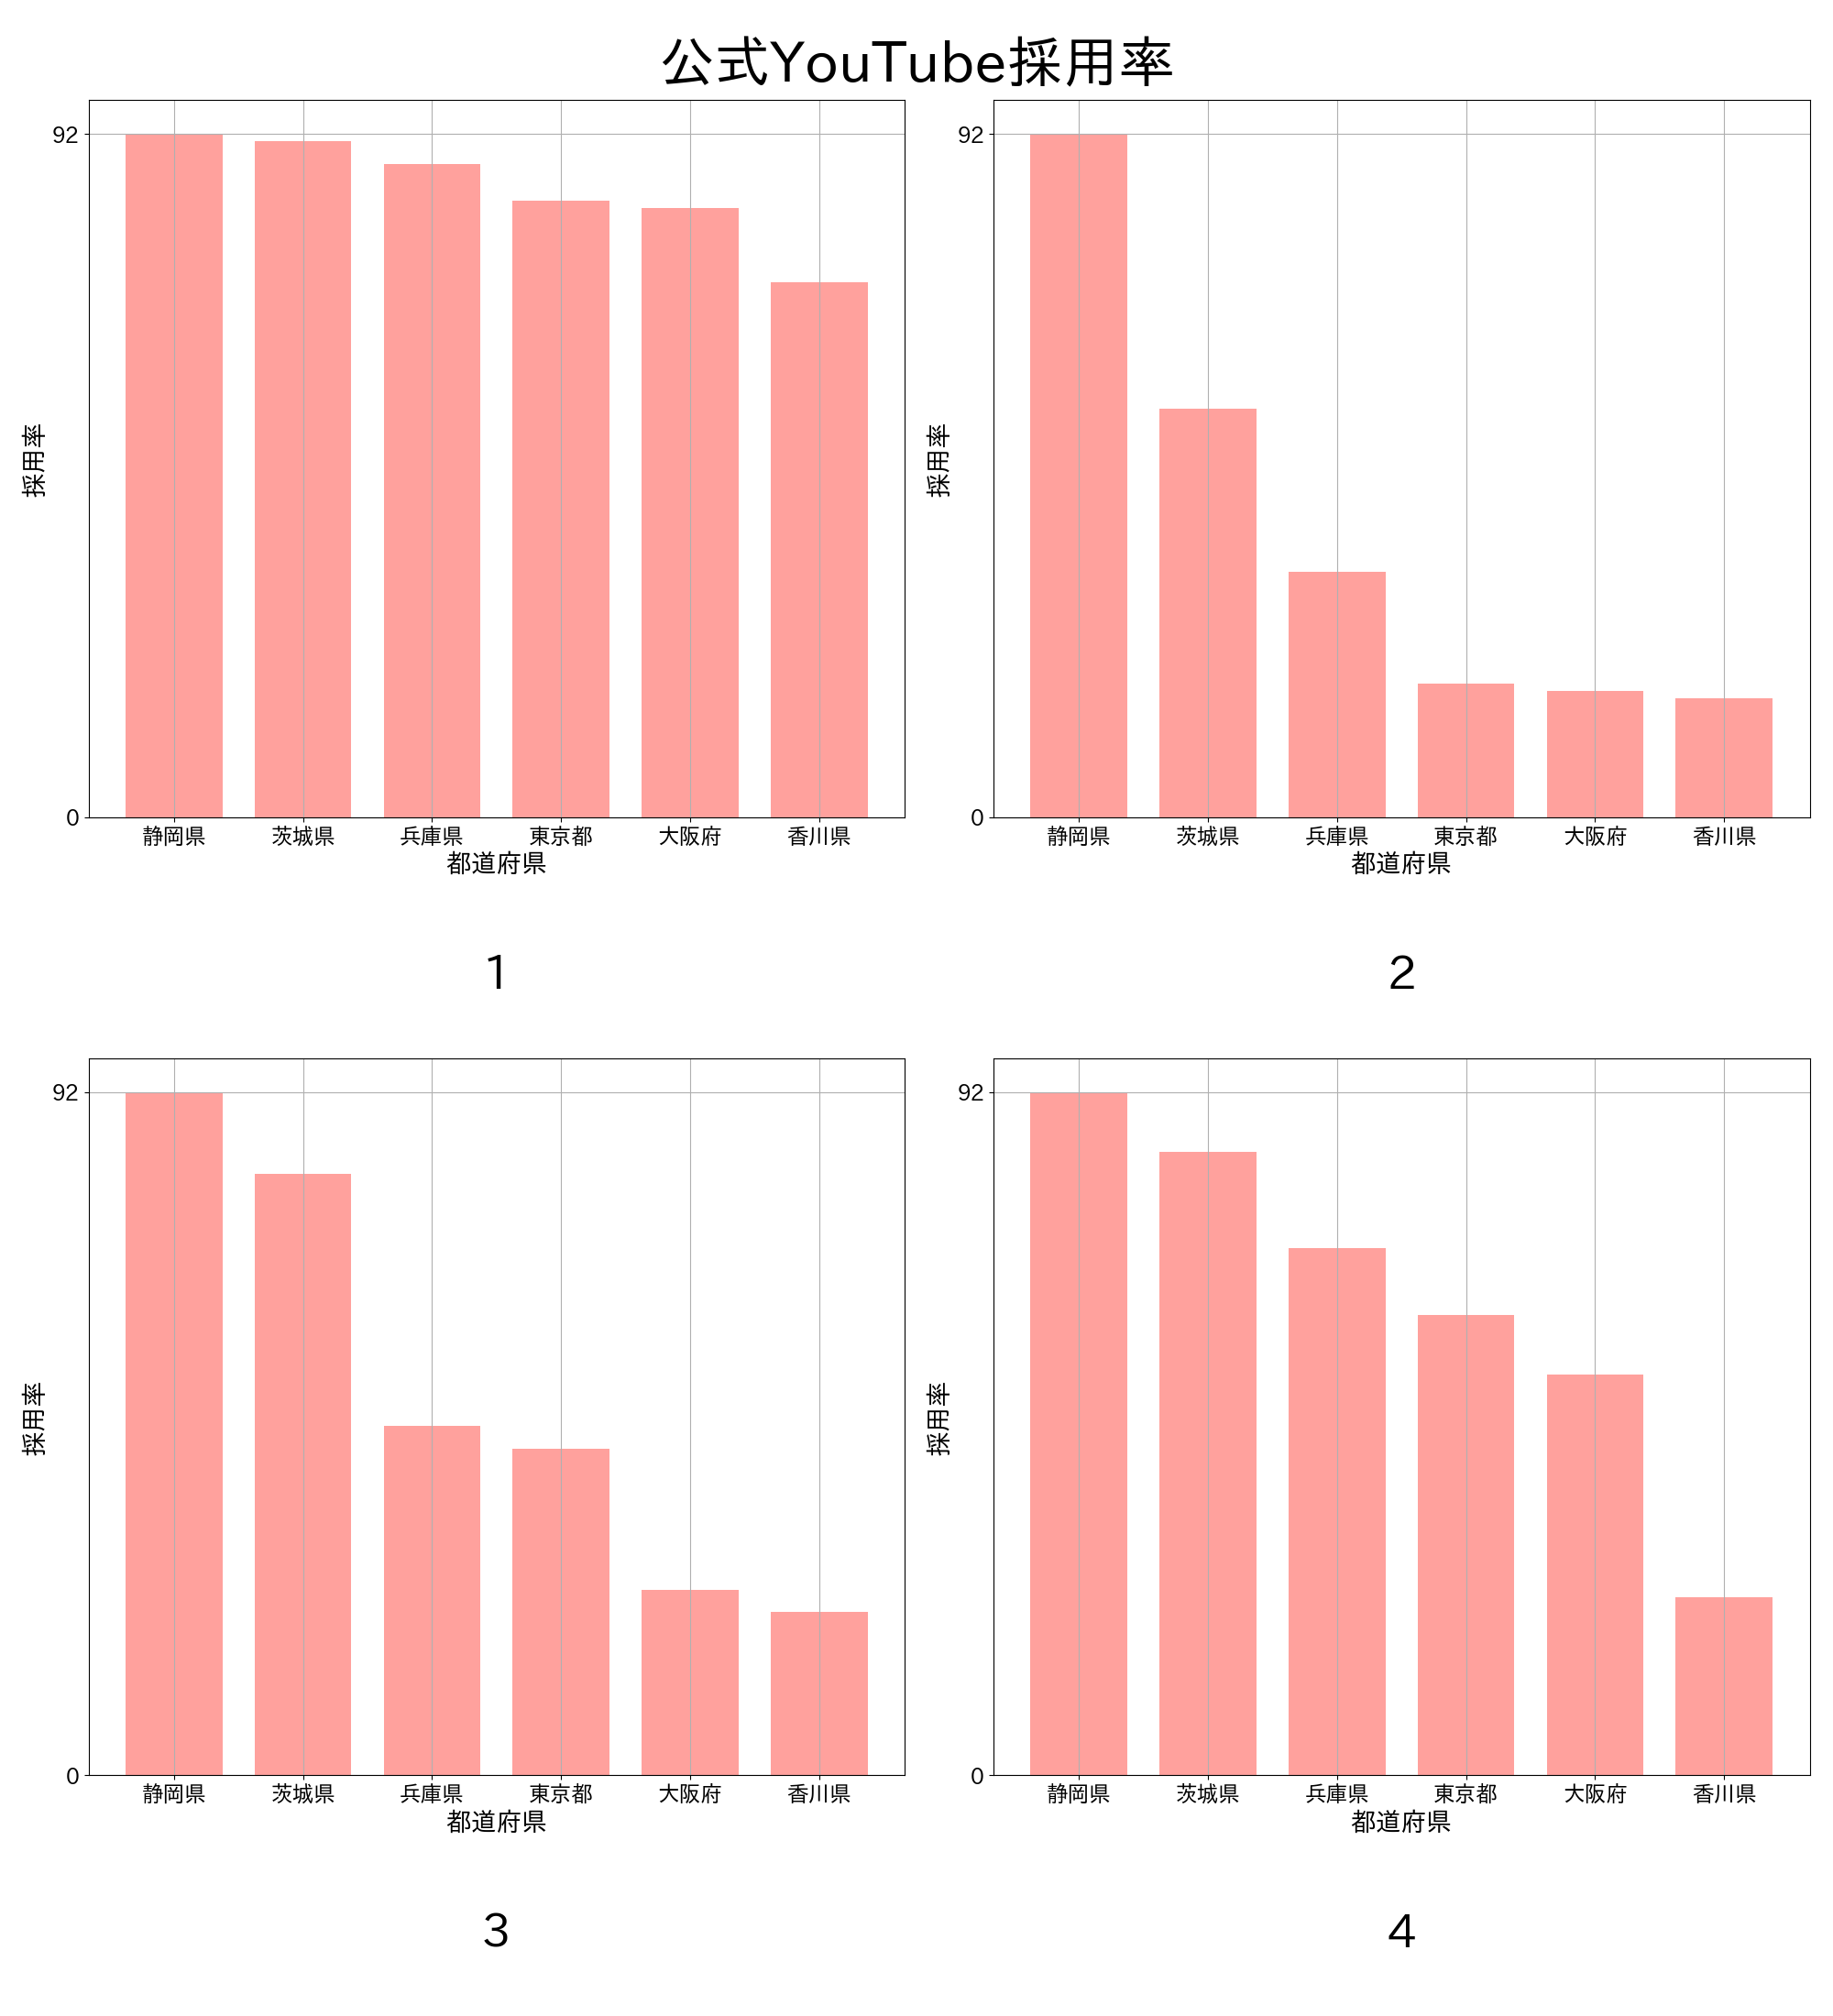 公式YouTube採用率
92
0
採用率
静岡県 茨城県 兵庫県 東京都 大阪府 香川県
都道府県
1
92
0
採用率
静岡県 茨城県 兵庫県 東京都 大阪府 香川県
都道府県
2
92
0
採用率
静岡県 茨城県 兵庫県 東京都 大阪府 香川県
都道府県
3
92
0
採用率
静岡県 茨城県 兵庫県 東京都 大阪府 香川県
都道府県
4